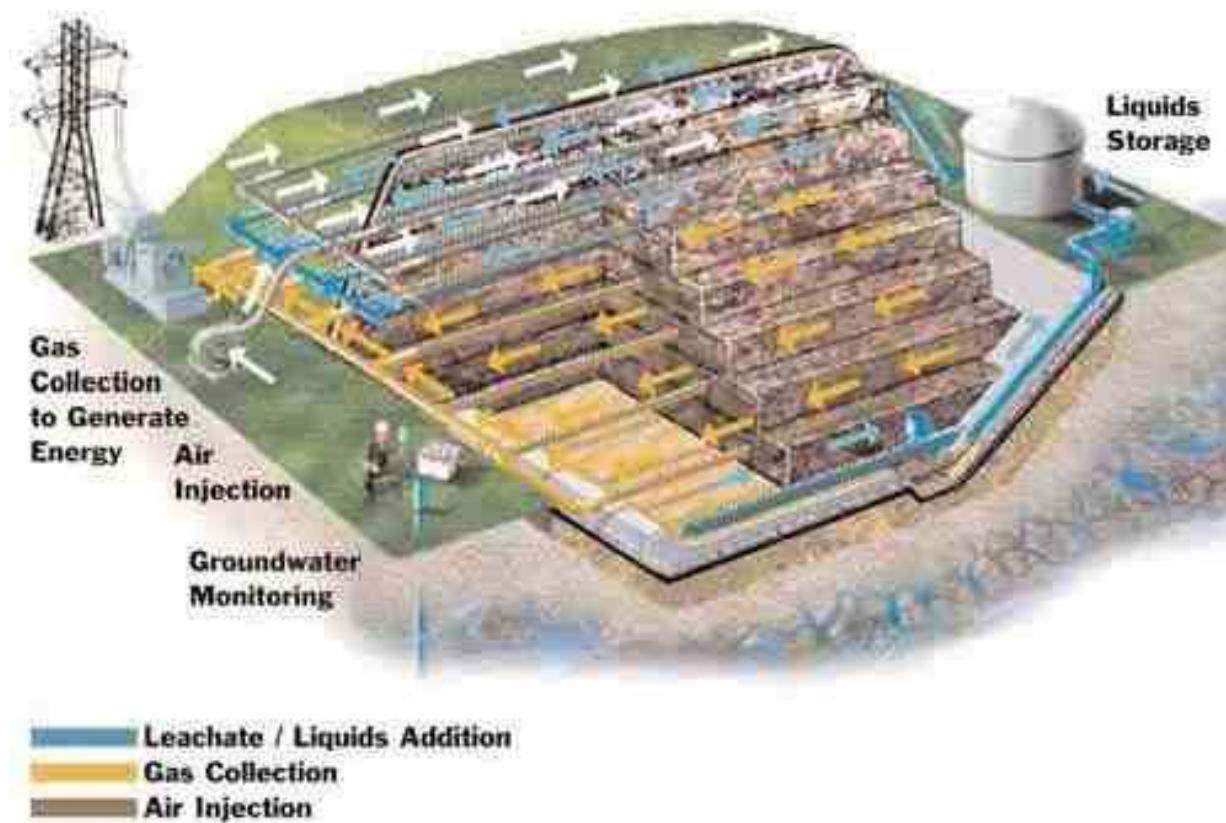 Liquids
Storage
Gas
Collection
to Generate
Energy
Air
Injection
Groundwater
Monitoring
Leachate / Liquids Addition
Gas Collection
Air Injection